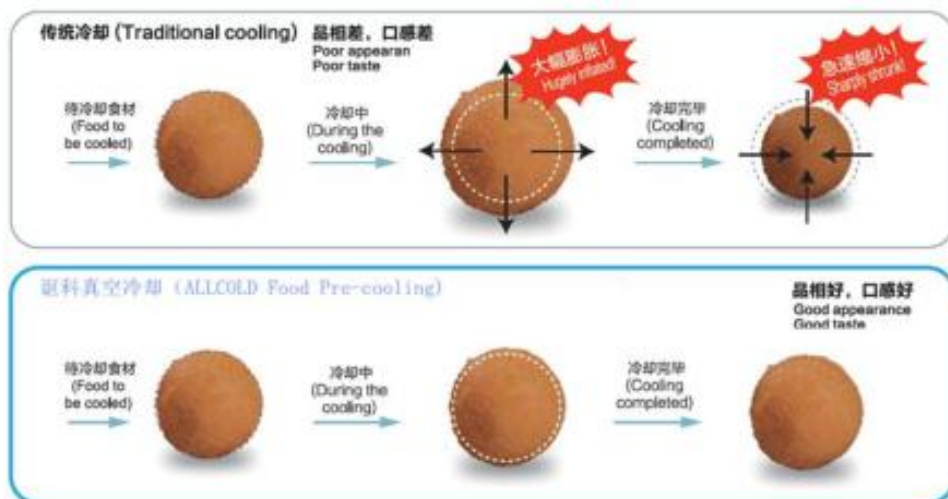 传统冷却 (Traditional cooling)
品相差，口感差
Poor appearan
Poor taste
待冷却食材
(Food to
be cooled)
冷却中
(During the
cooling)
大幅膨胀！
Hugely inflated!
冷却完毕
(Cooling
completed)
急速缩小！
Sharply shrunk!
科真空冷却（ALLCOLD Food Pre-cooling)
品相好，口感好
Good appearance
Good taste
待冷却食材
(Food to
be cooled)
冷却中
(During the
cooling)
冷却完毕
(Cooling
completed)